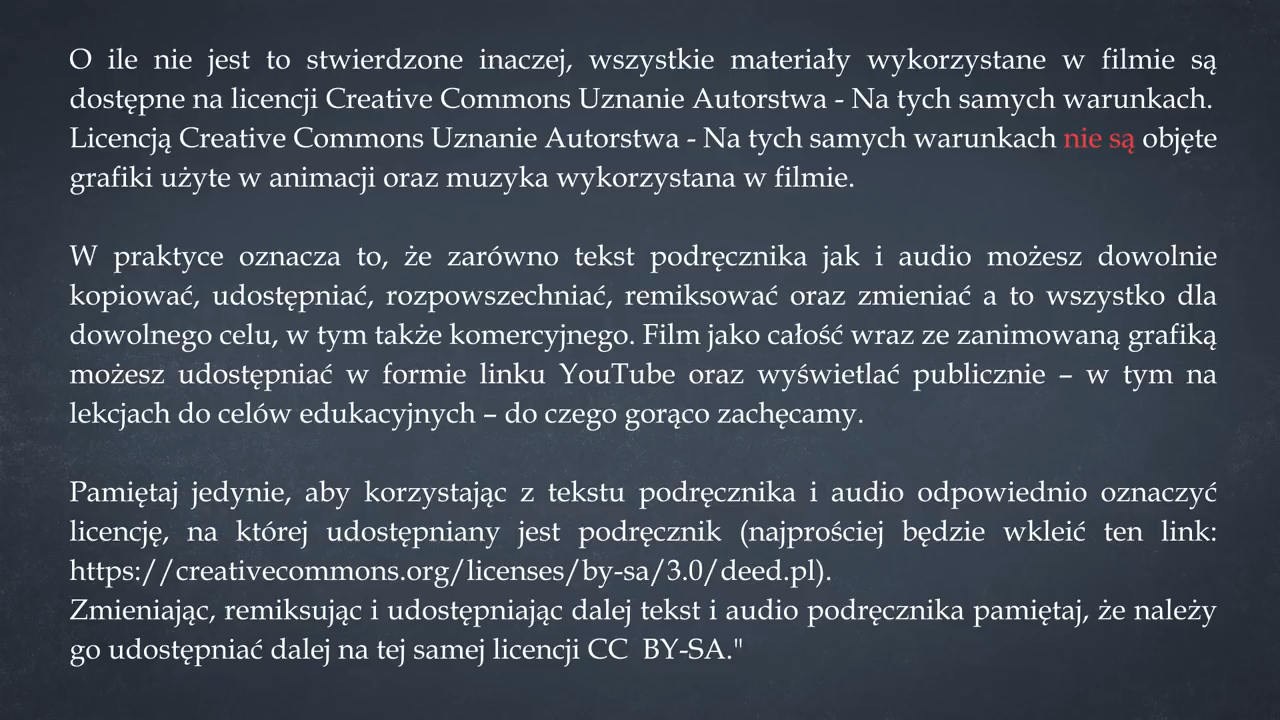 O ile nie jest to stwierdzone inaczej, wszystkie materiały wykorzystane w filmie są
dostępne na licencji Creative Commons Uznanie Autorstwa - Na tych samych warunkach.
Licencją Creative Commons Uznanie Autorstwa - Na tych samych warunkach nie są objęte
grafiki użyte w animacji oraz muzyka wykorzystana w filmie.
W praktyce oznacza to, że zarówno tekst podręcznika jak i audio możesz dowolnie
kopiować, udostępniać, rozpowszechniać, remiksować oraz zmieniać a to wszystko dla
dowolnego celu, w tym także komercyjnego. Film jako całość wraz ze zanimowaną grafiką
możesz udostępniać w formie linku YouTube oraz wyświetlać publicznie – w tym na
lekcjach do celów edukacyjnych – do czego gorąco zachęcamy.
Pamiętaj jedynie, aby korzystając z tekstu podręcznika i audio odpowiednio oznaczyć
licencję, na której udostępniany jest podręcznik (najprościej będzie wkleić ten link:
https://creativecommons.org/licenses/by-sa/3.0/deed.pl).
Zmieniając, remiksując i udostępniając dalej tekst i audio podręcznika pamiętaj, że należy
go udostępniać dalej na tej samej licencji CC  BY-SA."